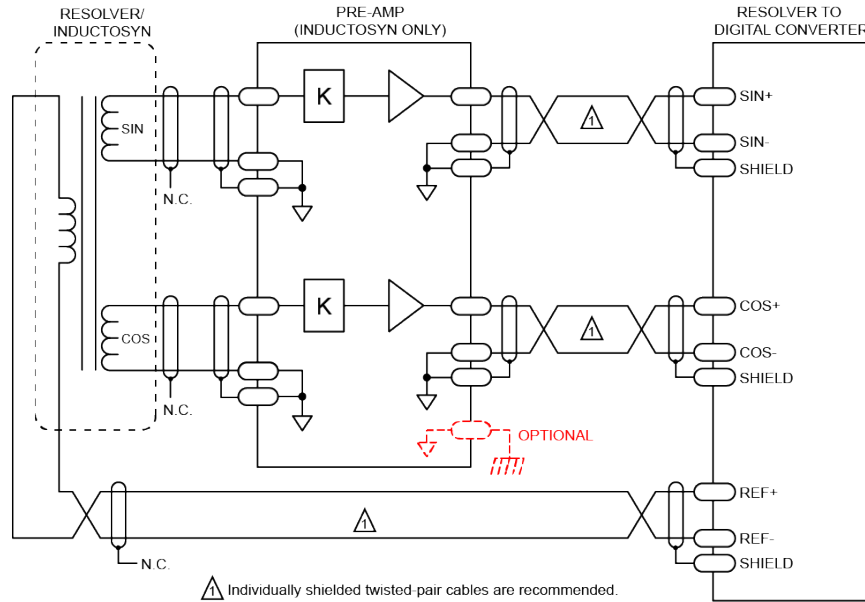 RESOLVER/
INDUCTOSYN
PRE-AMP
(INDUCTOSYN ONLY)
RESOLVER TO
DIGITAL CONVERTER
SIN
N.C.
K
1
SIN+
SIN-
SHIELD
COS
N.C.
K
1
COS+
COS-
SHIELD
OPTIONAL
N.C.
1
REF+
REF-
SHIELD
1 Individually shielded twisted-pair cables are recommended.